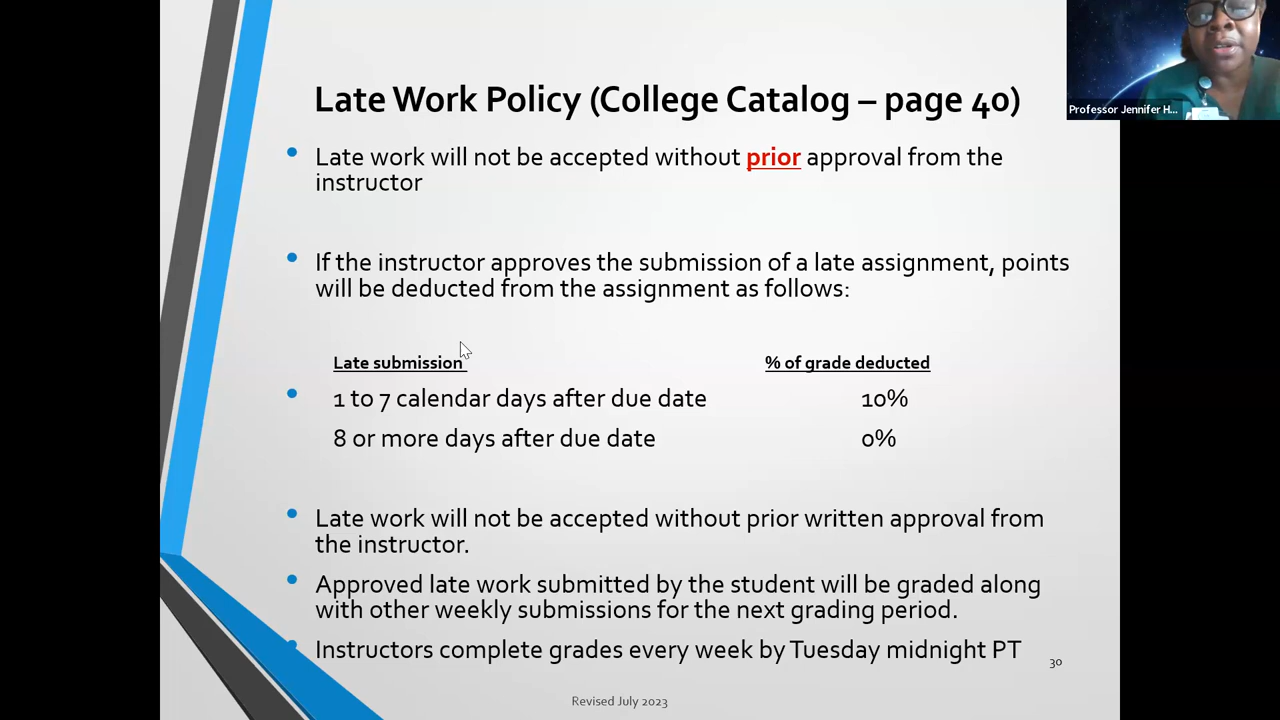 Late Work Policy (College Catalog – page 40)
Professor Jennifer H...
Late work will not be accepted without prior approval from the
instructor
If the instructor approves the submission of a late assignment, points
will be deducted from the assignment as follows:
Late submission % of grade deducted
1 to 7 calendar days after due date 10%
8 or more days after due date 0%
Late work will not be accepted without prior written approval from
the instructor.
Approved late work submitted by the student will be graded along
with other weekly submissions for the next grading period.
Instructors complete grades every week by Tuesday midnight PT
30
Revised July 2023